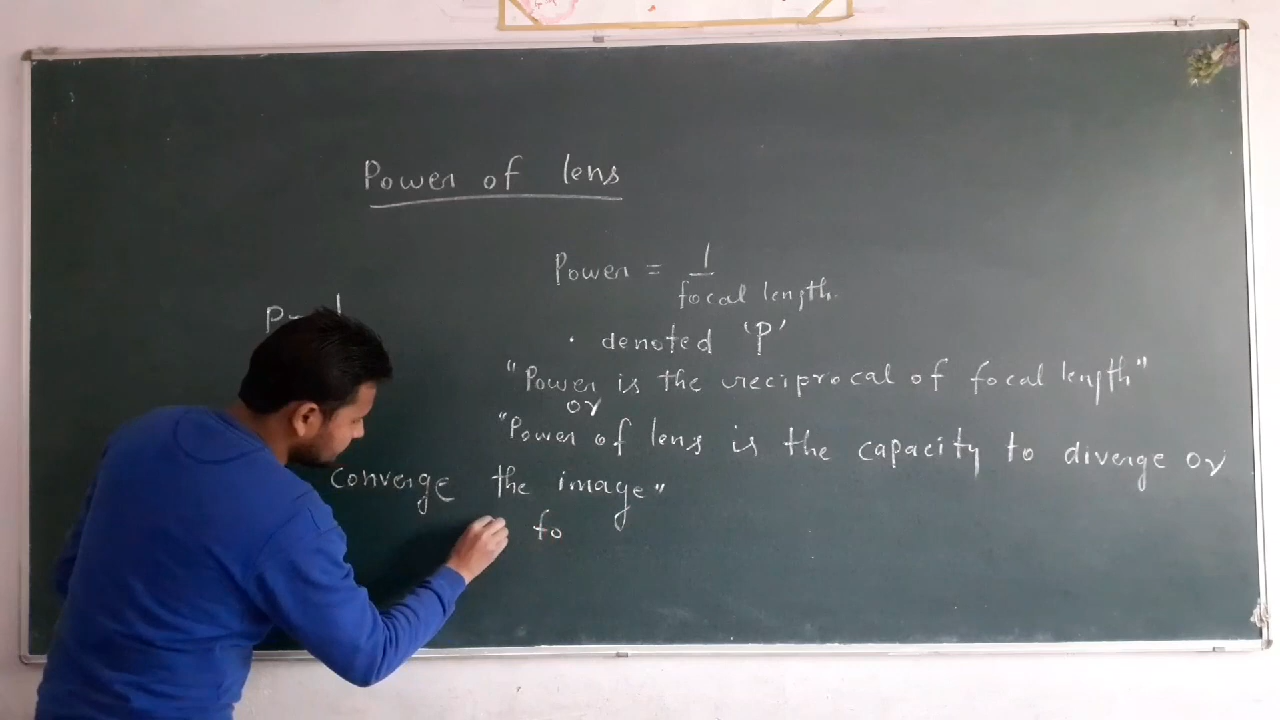 Power of lens
Power = 1
focal length
P 1
· denoted 'P'
"Power is the reciprocal of focal length"
or
"Power of lens is the capacity to diverge or
converge the image"
fo